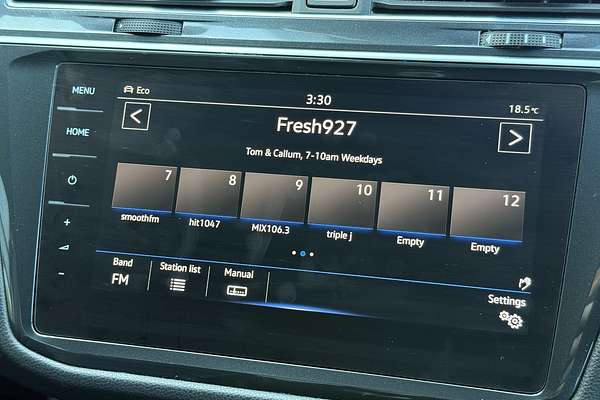 MENU
HOME
+
-
Eco
3:30
18.5°C
<
Fresh927
>
Tom & Callum, 7-10am Weekdays
7
8
9
10
11
12
smoothfm
hit1047
MIX106.3
triple j
Empty
Empty
Band
FM
Station list
Manual
Settings